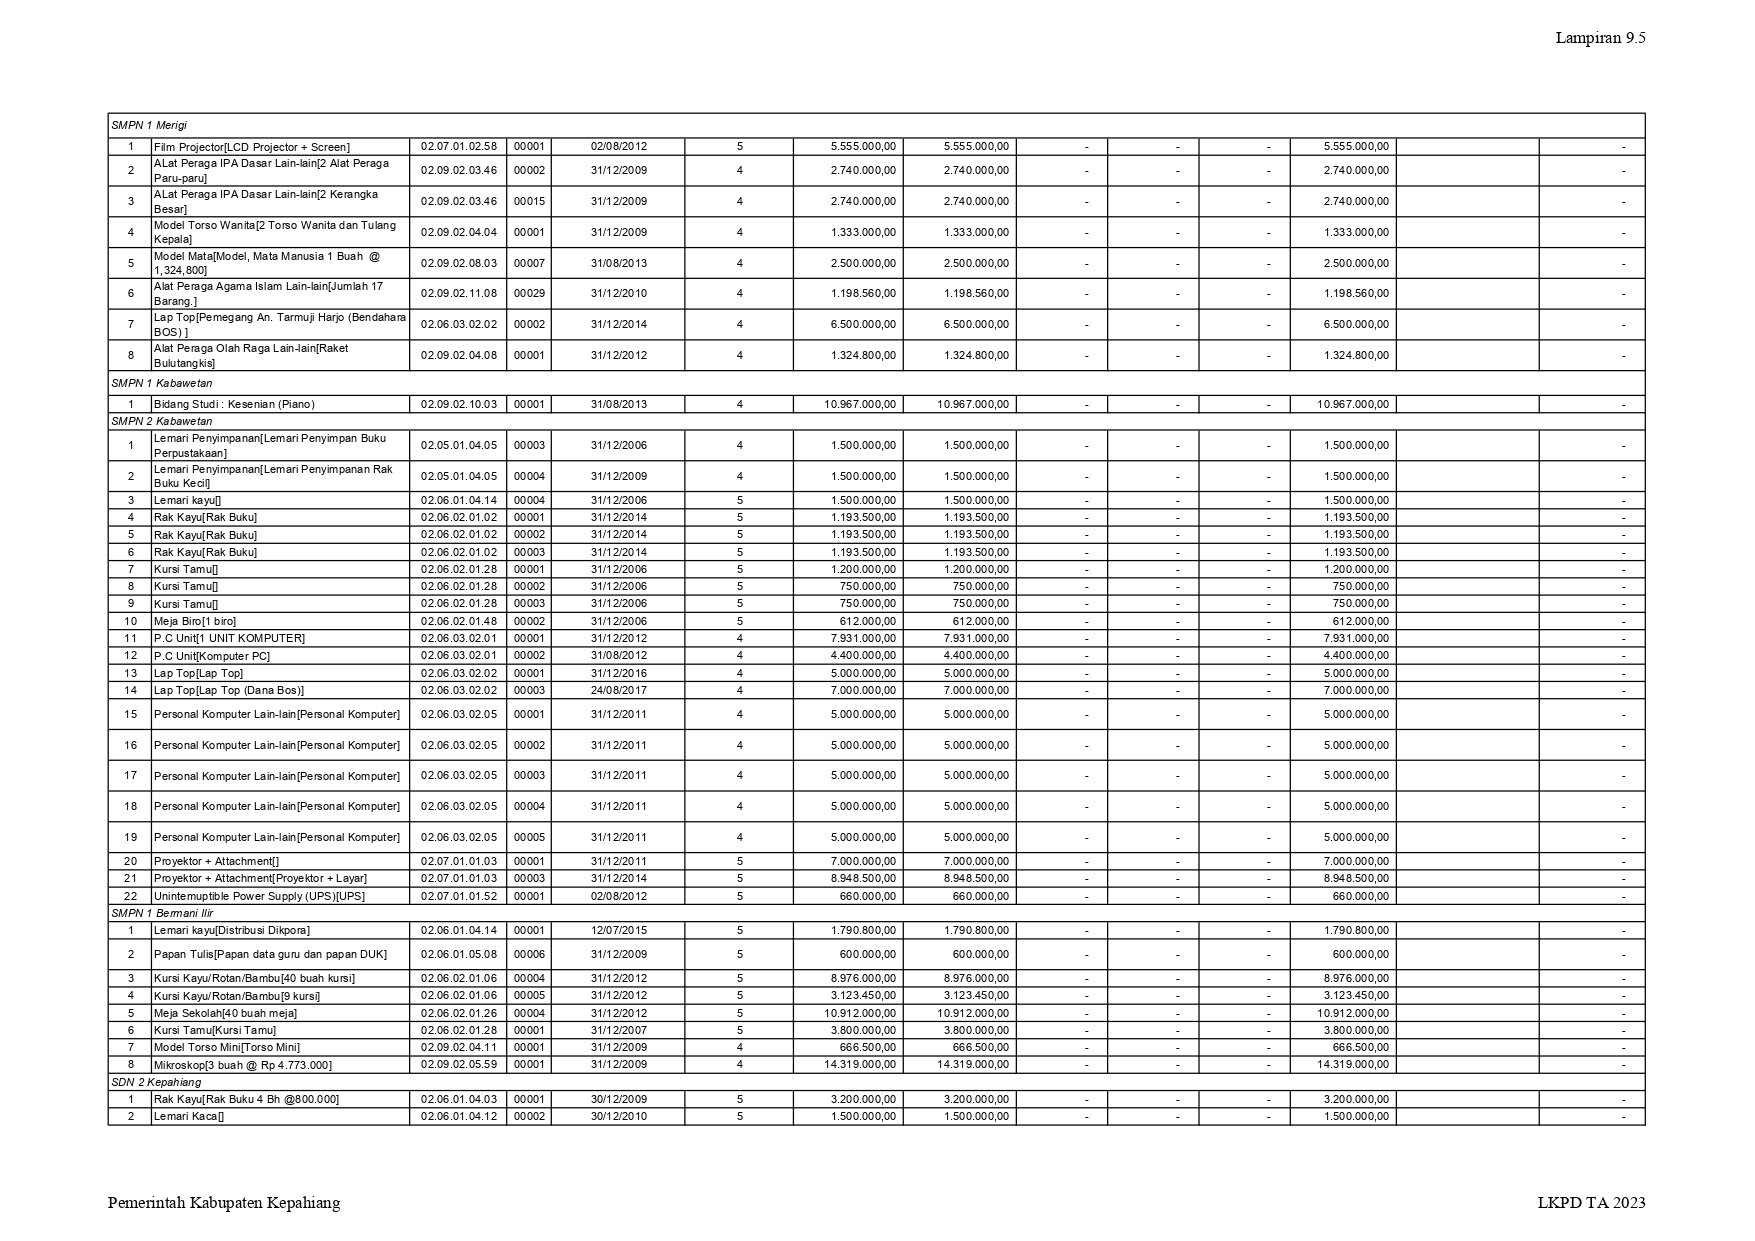 Lampiran 9.5
SMPN 1 Merigi
1 Film Projector[LCD Projector + Screen] 02.07.01.02.58 00001 02/08/2012 5 5.555.000,00 5.555.000,00 - - - 5.555.000,00 -
2 ALat Peraga IPA Dasar Lain-lain[2 Alat Peraga Paru-paru] 02.09.02.03.46 00002 31/12/2009 4 2.740.000,00 2.740.000,00 - - - 2.740.000,00 -
3 ALat Peraga IPA Dasar Lain-lain[2 Kerangka Besar] 02.09.02.03.46 00015 31/12/2009 4 2.740.000,00 2.740.000,00 - - - 2.740.000,00 -
4 Model Torso Wanita[2 Torso Wanita dan Tulang Kepala] 02.09.02.04.04 00001 31/12/2009 4 1.333.000,00 1.333.000,00 - - - 1.333.000,00 -
5 Model Mata[Model, Mata Manusia 1 Buah @ 1,324,800] 02.09.02.08.03 00007 31/08/2013 4 2.500.000,00 2.500.000,00 - - - 2.500.000,00 -
6 Alat Peraga Agama Islam Lain-lain[Jumlah 17 Barang.] 02.09.02.11.08 00029 31/12/2010 4 1.198.560,00 1.198.560,00 - - - 1.198.560,00 -
7 Lap Top[Pemegang An. Tarmuji Harjo (Bendahara BOS) ] 02.06.03.02.02 00002 31/12/2014 4 6.500.000,00 6.500.000,00 - - - 6.500.000,00 -
8 Alat Peraga Olah Raga Lain-lain[Raket Bulutangkis] 02.09.02.04.08 00001 31/12/2012 4 1.324.800,00 1.324.800,00 - - - 1.324.800,00 -
SMPN 1 Kabawetan
1 Bidang Studi : Kesenian (Piano) 02.09.02.10.03 00001 31/08/2013 4 10.967.000,00 10.967.000,00 - - - 10.967.000,00 -
SMPN 2 Kabawetan
1 Lemari Penyimpanan[Lemari Penyimpan Buku Perpustakaan] 02.05.01.04.05 00003 31/12/2006 4 1.500.000,00 1.500.000,00 - - - 1.500.000,00 -
2 Lemari Penyimpanan[Lemari Penyimpanan Rak Buku Kecil] 02.05.01.04.05 00004 31/12/2009 4 1.500.000,00 1.500.000,00 - - - 1.500.000,00 -
3 Lemari kayu[] 02.06.01.04.14 00004 31/12/2006 5 1.500.000,00 1.500.000,00 - - - 1.500.000,00 -
4 Rak Kayu[Rak Buku] 02.06.02.01.02 00001 31/12/2014 5 1.193.500,00 1.193.500,00 - - - 1.193.500,00 -
5 Rak Kayu[Rak Buku] 02.06.02.01.02 00002 31/12/2014 5 1.193.500,00 1.193.500,00 - - - 1.193.500,00 -
6 Rak Kayu[Rak Buku] 02.06.02.01.02 00003 31/12/2014 5 1.193.500,00 1.193.500,00 - - - 1.193.500,00 -
7 Kursi Tamu[] 02.06.02.01.28 00001 31/12/2006 5 1.200.000,00 1.200.000,00 - - - 1.200.000,00 -
8 Kursi Tamu[] 02.06.02.01.28 00002 31/12/2006 5 750.000,00 750.000,00 - - - 750.000,00 -
9 Kursi Tamu[] 02.06.02.01.28 00003 31/12/2006 5 750.000,00 750.000,00 - - - 750.000,00 -
10 Meja Biro[1 biro] 02.06.02.01.48 00002 31/12/2006 5 612.000,00 612.000,00 - - - 612.000,00 -
11 P.C Unit[1 UNIT KOMPUTER] 02.06.03.02.01 00001 31/12/2012 4 7.931.000,00 7.931.000,00 - - - 7.931.000,00 -
12 P.C Unit[Komputer PC] 02.06.03.02.01 00002 31/08/2012 4 4.400.000,00 4.400.000,00 - - - 4.400.000,00 -
13 Lap Top[Lap Top] 02.06.03.02.02 00001 31/12/2016 4 5.000.000,00 5.000.000,00 - - - 5.000.000,00 -
14 Lap Top[Lap Top (Dana Bos)] 02.06.03.02.02 00003 24/08/2017 4 7.000.000,00 7.000.000,00 - - - 7.000.000,00 -
15 Personal Komputer Lain-lain[Personal Komputer] 02.06.03.02.05 00001 31/12/2011 4 5.000.000,00 5.000.000,00 - - - 5.000.000,00 -
16 Personal Komputer Lain-lain[Personal Komputer] 02.06.03.02.05 00002 31/12/2011 4 5.000.000,00 5.000.000,00 - - - 5.000.000,00 -
17 Personal Komputer Lain-lain[Personal Komputer] 02.06.03.02.05 00003 31/12/2011 4 5.000.000,00 5.000.000,00 - - - 5.000.000,00 -
18 Personal Komputer Lain-lain[Personal Komputer] 02.06.03.02.05 00004 31/12/2011 4 5.000.000,00 5.000.000,00 - - - 5.000.000,00 -
19 Personal Komputer Lain-lain[Personal Komputer] 02.06.03.02.05 00005 31/12/2011 4 5.000.000,00 5.000.000,00 - - - 5.000.000,00 -
20 Proyektor + Attachment[] 02.07.01.01.03 00001 31/12/2011 5 7.000.000,00 7.000.000,00 - - - 7.000.000,00 -
21 Proyektor + Attachment[Proyektor + Layar] 02.07.01.01.03 00003 31/12/2014 5 8.948.500,00 8.948.500,00 - - - 8.948.500,00 -
22 Uninterruptible Power Supply (UPS)[UPS] 02.07.01.01.52 00001 02/08/2012 5 660.000,00 660.000,00 - - - 660.000,00 -
SMPN 1 Bermani Ilir
1 Lemari kayu[Distribusi Dikpora] 02.06.01.04.14 00001 12/07/2015 5 1.790.800,00 1.790.800,00 - - - 1.790.800,00 -
2 Papan Tulis[Papan data guru dan papan DUK] 02.06.01.05.08 00006 31/12/2009 5 600.000,00 600.000,00 - - - 600.000,00 -
3 Kursi Kayu/Rotan/Bambu[40 buah kursi] 02.06.02.01.06 00004 31/12/2012 5 8.976.000,00 8.976.000,00 - - - 8.976.000,00 -
4 Kursi Kayu/Rotan/Bambu[9 kursi] 02.06.02.01.06 00005 31/12/2012 5 3.123.450,00 3.123.450,00 - - - 3.123.450,00 -
5 Meja Sekolah[40 buah meja] 02.06.02.01.26 00004 31/12/2012 5 10.912.000,00 10.912.000,00 - - - 10.912.000,00 -
6 Kursi Tamu[Kursi Tamu] 02.06.02.01.28 00001 31/12/2007 5 3.800.000,00 3.800.000,00 - - - 3.800.000,00 -
7 Model Torso Mini[Torso Mini] 02.09.02.04.11 00001 31/12/2009 4 666.500,00 666.500,00 - - - 666.500,00 -
8 Mikroskop[3 buah @ Rp 4.773.000] 02.09.02.05.59 00001 31/12/2009 4 14.319.000,00 14.319.000,00 - - - 14.319.000,00 -
SDN 2 Kepahiang
1 Rak Kayu[Rak Buku 4 Bh @800.000] 02.06.01.04.03 00001 30/12/2009 5 3.200.000,00 3.200.000,00 - - - 3.200.000,00 -
2 Lemari Kaca[] 02.06.01.04.12 00002 30/12/2010 5 1.500.000,00 1.500.000,00 - - - 1.500.000,00 -
Pemerintah Kabupaten Kepahiang LKPD TA 2023